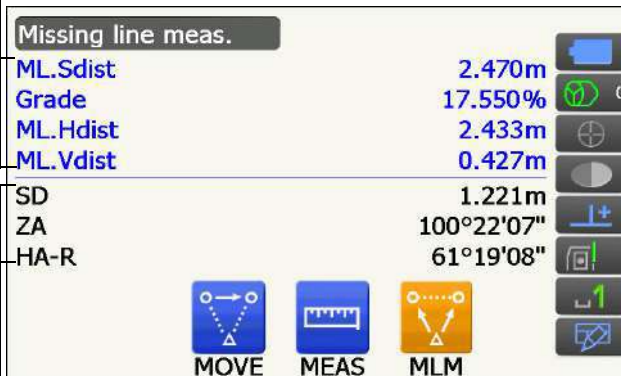 Missing line meas.
ML.Sdist 2.470m
Grade 17.550%
ML.Hdist 2.433m
ML.Vdist 0.427m
SD 1.221m
ZA 100°22'07"
HA-R 61°19'08"
MOVE MEAS MLM
1